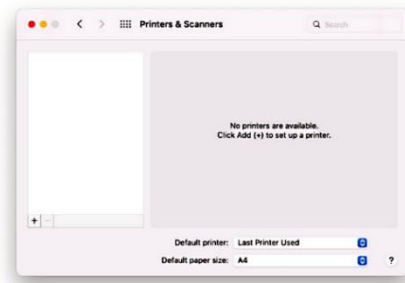 Printers & Scanners
Search
No printers are available.
Click Add (+) to set up a printer.
+ -
Default printer: Last Printer Used
Default paper size: A4
?